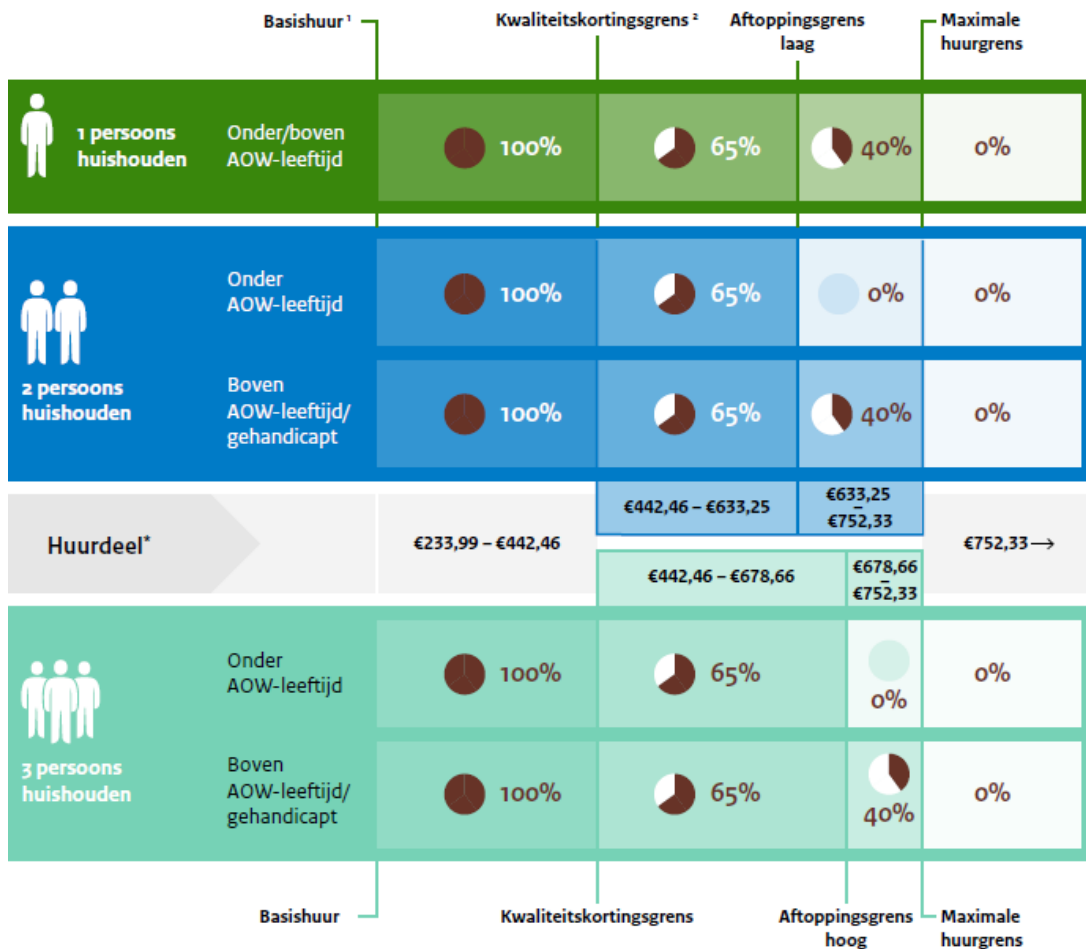 Basishuur ¹
Kwaliteitskortingsgrens ²
Aftoppingsgrens
laag
Maximale
huurgrens
1 persoons
huishouden
Onder/boven
AOW-leeftijd
100%
65%
40%
0%
2 persoons
huishouden
Onder
AOW-leeftijd
100%
65%
0%
0%
Boven
AOW-leeftijd/
gehandicapt
100%
65%
40%
0%
Huurdeel*
€233,99 – €442,46
€442,46 – €633,25
€633,25
–
€752,33
€752,33 →
€442,46 – €678,66
€678,66
–
€752,33
3 persoons
huishouden
Onder
AOW-leeftijd
100%
65%
0%
0%
Boven
AOW-leeftijd/
gehandicapt
100%
65%
40%
0%
Basishuur
Kwaliteitskortingsgrens
Aftoppingsgrens
hoog
Maximale
huurgrens